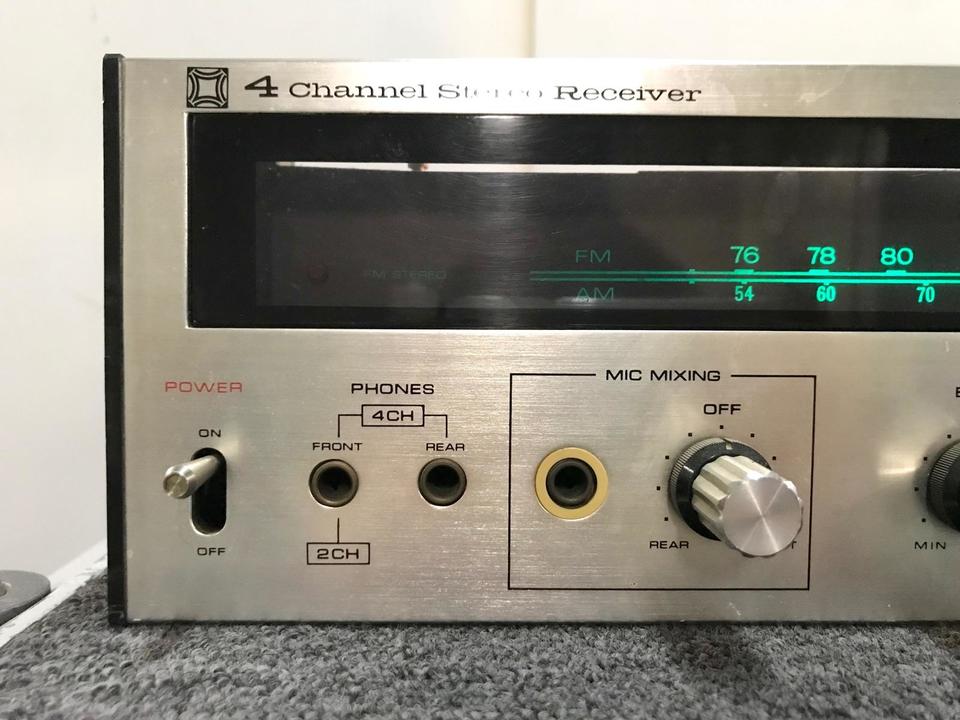 4 Channel Stereo Receiver
FM 76 78 80
FM STEREO
AM 54 60 70
POWER
ON
OFF
PHONES
4CH
FRONT REAR
2CH
MIC MIXING
OFF
REAR
MIN